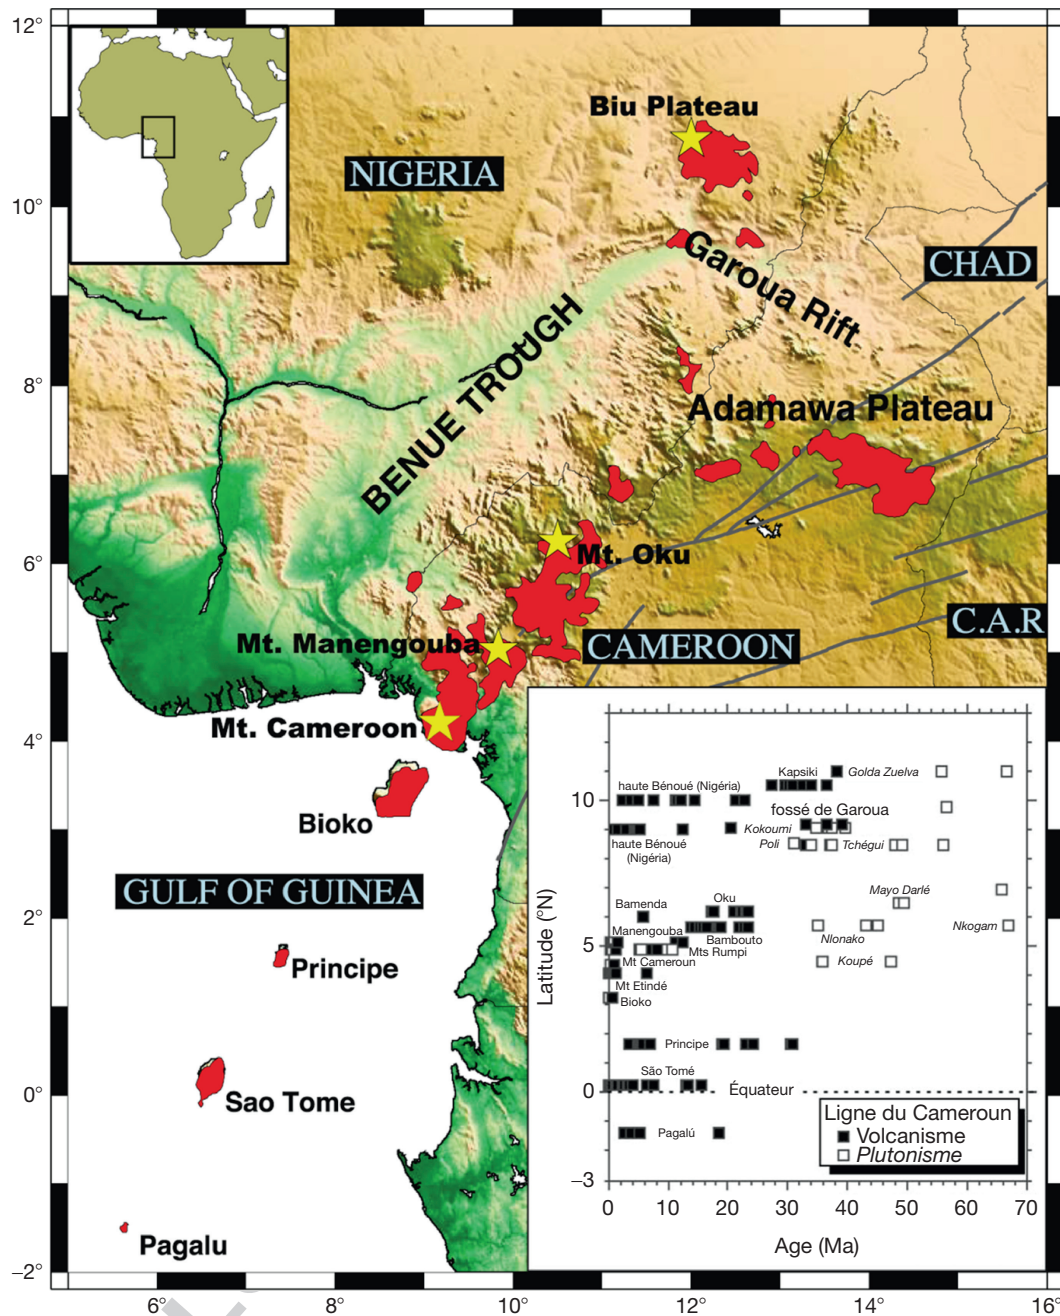 12°
10°
8°
6°
4°
2°
0°
−2°
6°
8°
10°
12°
14°
16°
Biu Plateau
NIGERIA
Garoua Rift
CHAD
BENUE TROUGH
Adamawa Plateau
Mt. Oku
Mt. Manengouba
CAMEROON
C.A.R
Mt. Cameroon
Bioko
GULF OF GUINEA
Principe
Sao Tome
Pagalu
Latitude (°N)
10
5
0
−3
Kapsiki
Golda Zuelva
haute Bénoué (Nigéria)
fossé de Garoua
Kokoumi
haute Bénoué
(Nigéria)
Poli
Tchégui
Mayo Darlé
Oku
Bamenda
Manengouba
Bambouto
Nlonako
Nkogam
Mts Rumpi
Mt Cameroun
Koupé
Mt Etindé
Bioko
Principe
São Tomé
Équateur
Pagalú
Ligne du Cameroun
Volcanisme
Plutonisme
0 10 20 30 40 50 60 70
Age (Ma)